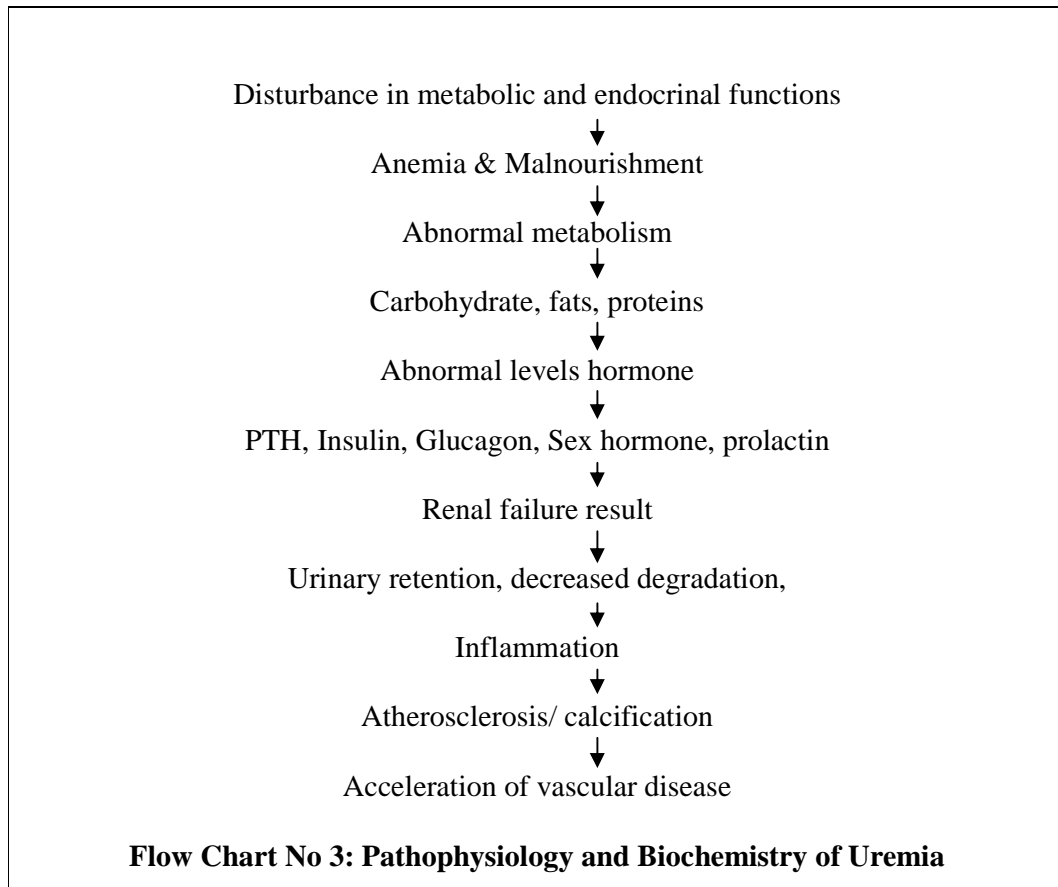 Disturbance in metabolic and endocrinal functions
Anemia & Malnourishment
Abnormal metabolism
Carbohydrate, fats, proteins
Abnormal levels hormone
PTH, Insulin, Glucagon, Sex hormone, prolactin
Renal failure result
Urinary retention, decreased degradation,
Inflammation
Atherosclerosis/ calcification
Acceleration of vascular disease
Flow Chart No 3: Pathophysiology and Biochemistry of Uremia